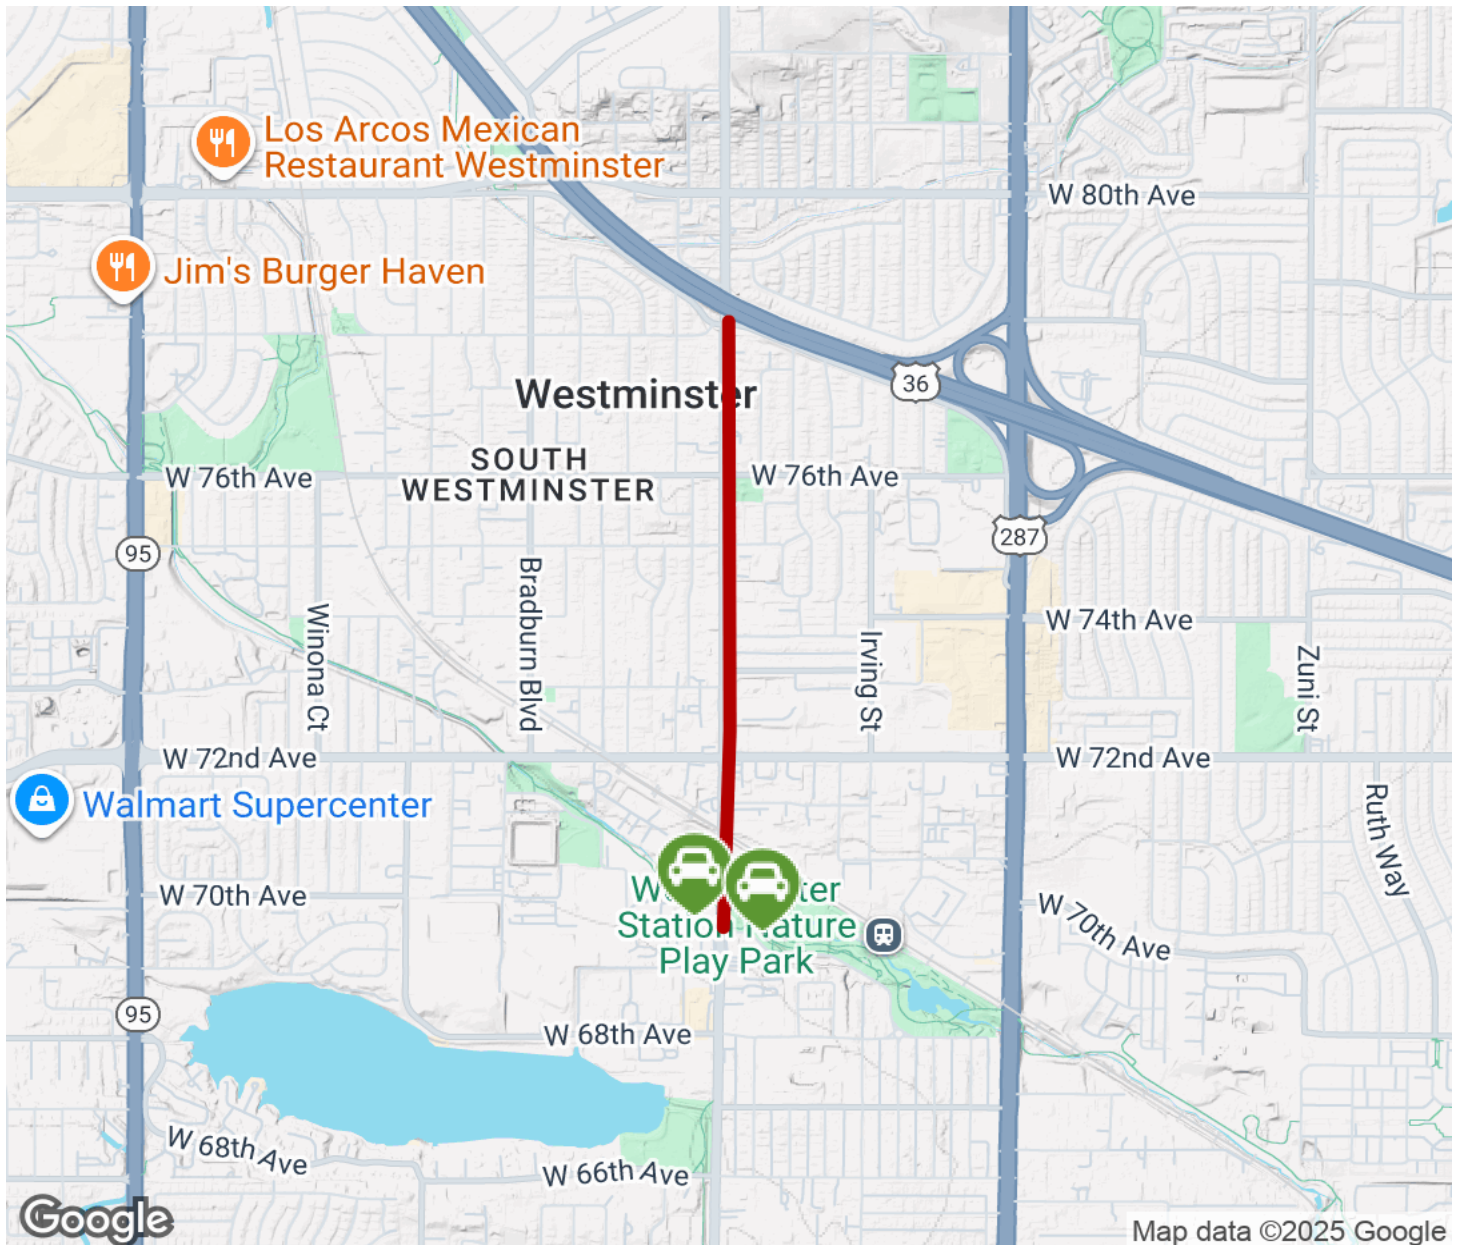 Los Arcos Mexican
Restaurant Westminster
W 80th Ave
Jim's Burger Haven
36
Westminster
SOUTH
WESTMINSTER
W 76th Ave
W 76th Ave
95
287
Bradburn Blvd
Winona Ct
W 74th Ave
Irving St
Zuni St
W 72nd Ave
W 72nd Ave
Walmart Supercenter
Ruth Way
W 70th Ave
Station Nature
Play Park
W 70th Ave
95
W 68th Ave
W 68th Ave
W 66th Ave
Google
Map data ©2025 Google